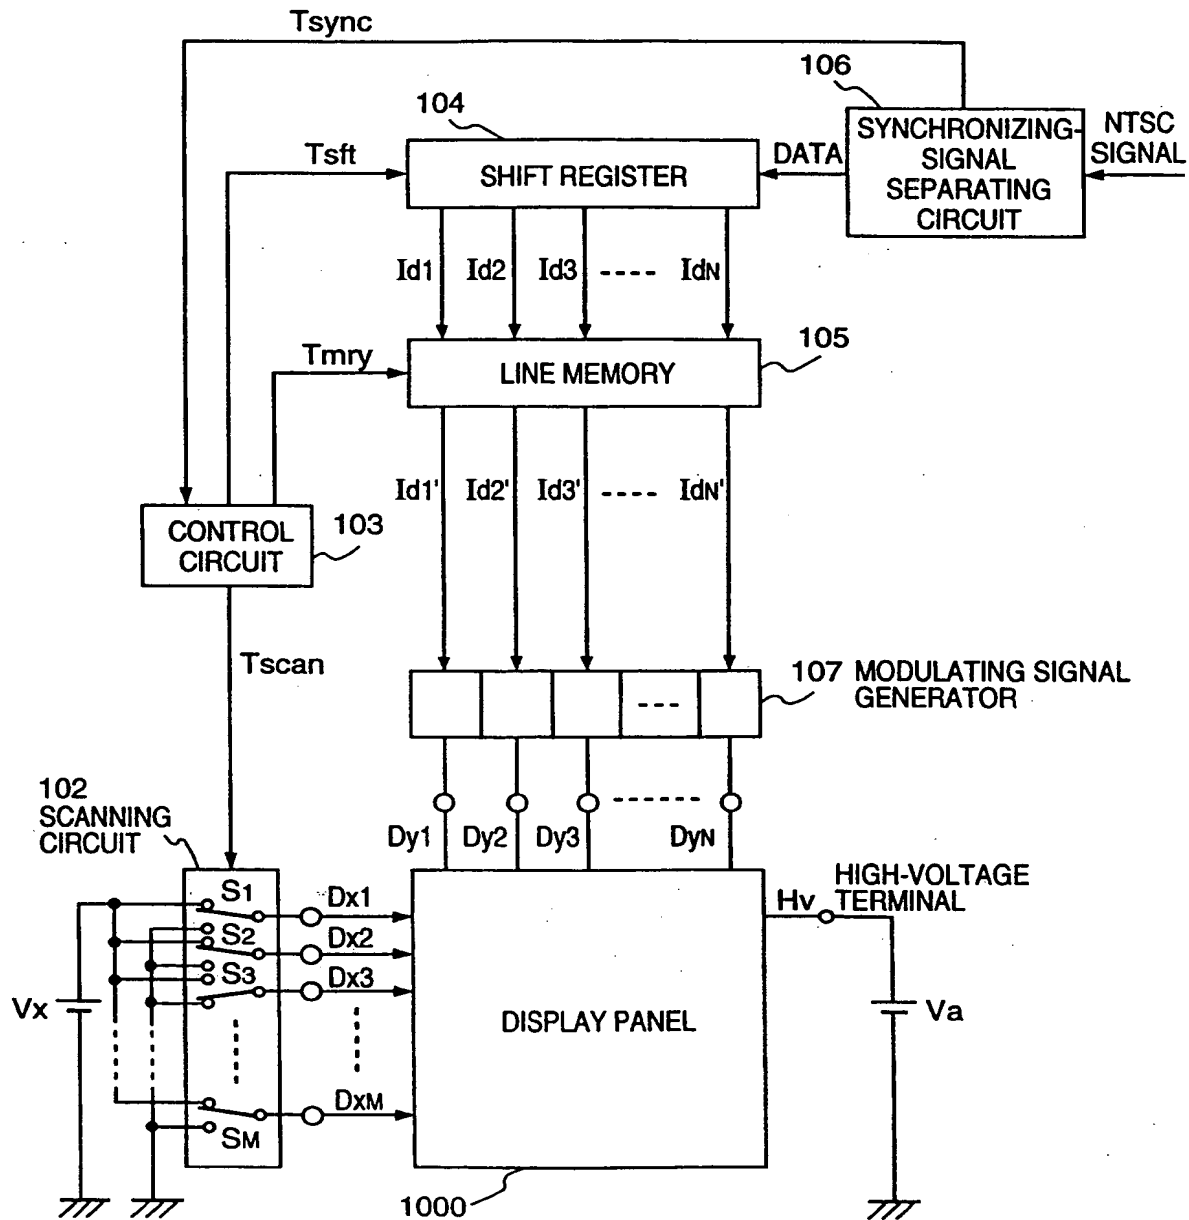 Tsync
106
104
SYNCHRONIZING-
SIGNAL
SEPARATING
CIRCUIT
NTSC
SIGNAL
DATA
Tsft
SHIFT REGISTER
Id1 Id2 Id3 ---- IdN
105
Tmry
LINE MEMORY
Id1' Id2' Id3' ---- IdN'
CONTROL
CIRCUIT
103
Tscan
107 MODULATING SIGNAL
GENERATOR
---
102
SCANNING
CIRCUIT
Dy1 Dy2 Dy3 DyN
HIGH-VOLTAGE
TERMINAL
Hv
S1
Dx1
S2
Dx2
S3
Dx3
Vx
DISPLAY PANEL
Va
DxM
SM
1000